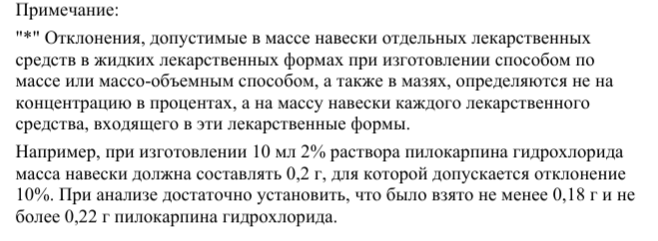 Примечание:
"*" Отклонения, допустимые в массе навески отдельных лекарственных
средств в жидких лекарственных формах при изготовлении способом по
массе или массо-объемным способом, а также в мазях, определяются не на
концентрацию в процентах, а на массу навески каждого лекарственного
средства, входящего в эти лекарственные формы.
Например, при изготовлении 10 мл 2% раствора пилокарпина гидрохлорида
масса навески должна составлять 0,2 г, для которой допускается отклонение
10%. При анализе достаточно установить, что было взято не менее 0,18 г и не
более 0,22 г пилокарпина гидрохлорида.